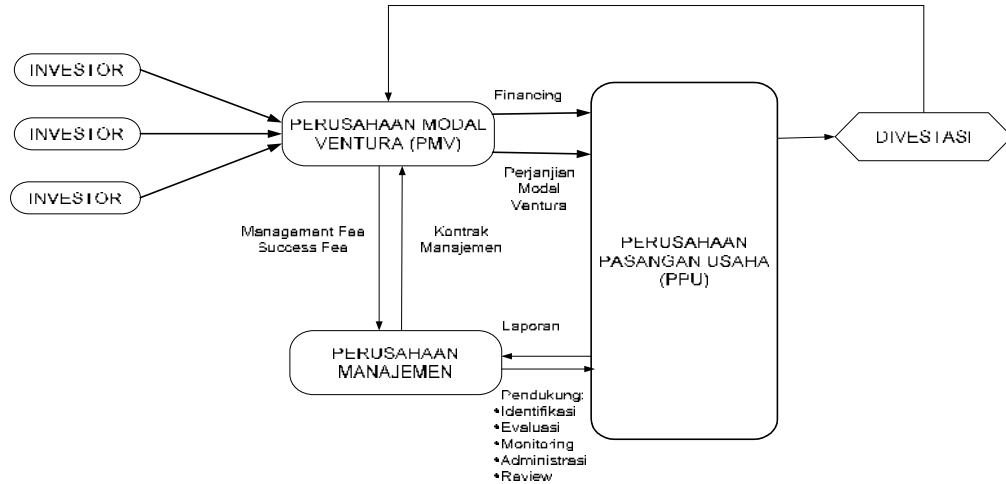 INVESTOR
INVESTOR
INVESTOR
PERUSAHAAN MODAL
VENTURA (PMV)
Financing
Perjanjian
Modal
Ventura
Management Fee
Success Fee
Kontrak
Manajemen
PERUSAHAAN
PASANGAN USAHA
(PPU)
DIVESTASI
Laporan
PERUSAHAAN
MANAJEMEN
Pendukung:
•Identifikasi
•Evaluasi
•Monitoring
•Administrasi
•Review